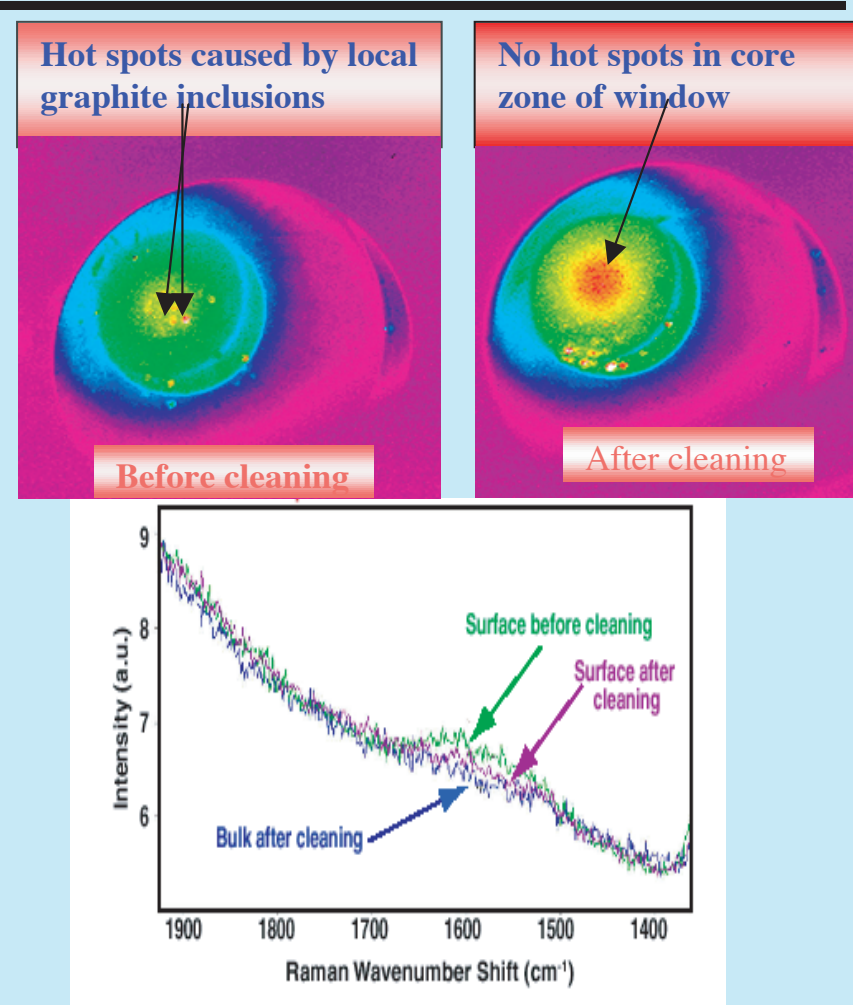 Hot spots caused by local
graphite inclusions
No hot spots in core
zone of window
Before cleaning
After cleaning
9
8
7
6
Intensity (a.u.)
Surface before cleaning
Surface after
cleaning
Bulk after cleaning
1900 1800 1700 1600 1500 1400
Raman Wavenumber Shift (cm⁻¹)